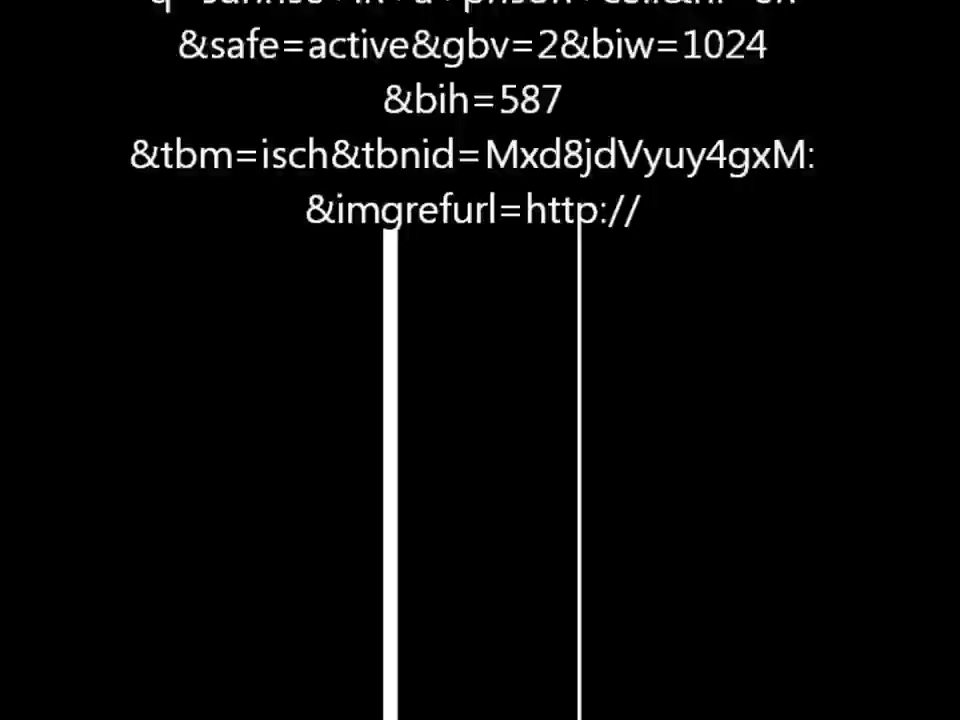 &safe=active&gbv=2&biw=1024
&bih=587
&tbm=isch&tbnid=Mxd8jdVyuy4gxM:
&imgrefurl=http://